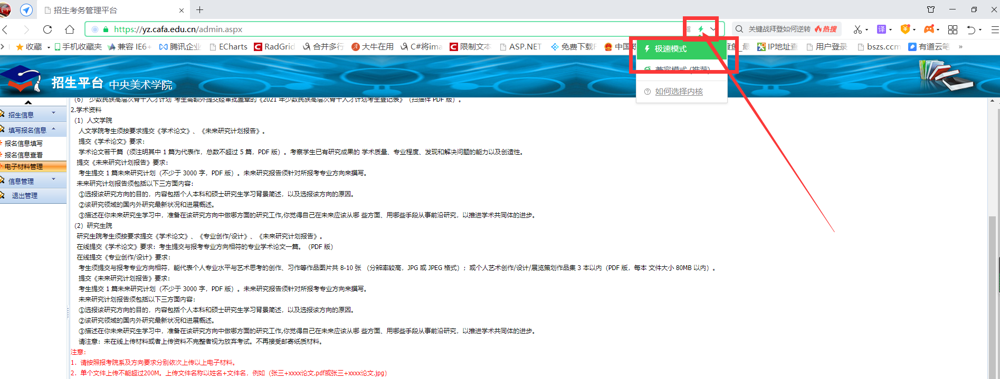 招生考务管理平台
https://yz.cafa.edu.cn/admin.aspx
关键战拜登如何逆转 热搜
译
收藏 手机收藏夹 兼容 IE6+ 腾讯企业 ECharts RadGrid 合并多行 大牛在用 C#将ima 限制文本 ASP.NET 免费下载 中国 IP地址查 用户登录 bszs.ccm 有道云笔 »
极速模式
兼容模式 (推荐)
如何选择内核
招生平台 中央美术学院
招生信息
填写报名信息
报名信息填写
报名信息查看
电子材料管理
信息管理
退出管理
（6） 少数民族高层次骨干人才计划 考生需额外提交经审批盖章的《2021 年少数民族高层次骨干人才计划考生登记表》（扫描件 PDF 版）。
2.学术资料
（1）人文学院
人文学院考生须按要求提交《学术论文》、《未来研究计划报告》。
提交《学术论文》要求：
学术论文若干篇（须注明其中 1 篇为代表作，总数不超过 5 篇，PDF 版）。考察学生已有研究成果的 学术质量、专业程度、发现和解决问题的能力以及创造性。
提交《未来研究计划报告》要求：
考生提交 1 篇未来研究计划（不少于 3000 字，PDF 版）。未来研究报告须针对所报考专业方向来撰写。
未来研究计划报告须包括以下三方面内容：
①选报该研究方向的目的，内容包括个人本科和硕士研究生学习背景简述，以及选报该方向的原因。
②该研究领域的国内外研究最新状况和进展概述。
③描述在你未来研究生学习中，准备在该研究方向中做哪方面的研究工作,你觉得自己在未来应该从哪 些方面、用哪些手段从事前沿研究，以推进学术共同体的进步。
（2）研究生院
研究生院考生须按要求提交《学术论文》、《专业创作/设计》、《未来研究计划报告》。
在线提交《学术论文》要求：考生提交与报考专业方向相符的专业学术论文一篇。（PDF 版）
在线提交《专业创作/设计》要求：
考生须提交与报考专业方向相符，能代表个人专业水平与艺术思考的创作、习作等作品图片共 8-10 张 （分辨率较高，JPG 或 JPEG 格式）；或个人艺术创作/设计/展览策划作品集 3 本以内（PDF 版，每本 文件大小 80MB 以内）。
提交《未来研究计划报告》要求：
考生提交 1 篇未来研究计划（不少于 3000 字，PDF 版）。未来研究报告须针对所报考专业方向来撰写。
未来研究计划报告须包括以下三方面内容：
①选报该研究方向的目的，内容包括个人本科和硕士研究生学习背景简述，以及选报该方向的原因。
②该研究领域的国内外研究最新状况和进展概述。
③描述在你未来研究生学习中，准备在该研究方向中做哪方面的研究工作,你觉得自己在未来应该从哪 些方面、用哪些手段从事前沿研究，以推进学术共同体的进步。
请注意：未在线上传材料或者上传资料不完整者视为放弃考试。不再接受邮寄纸质材料。
注意：
1．请按照报考院系及方向要求分别依次上传以上电子材料。
2．单个文件上传不能超过200M。上传文件名称以姓名+文件名，例如（张三+xxxx论文.pdf或张三+xxxx论文.jpg）